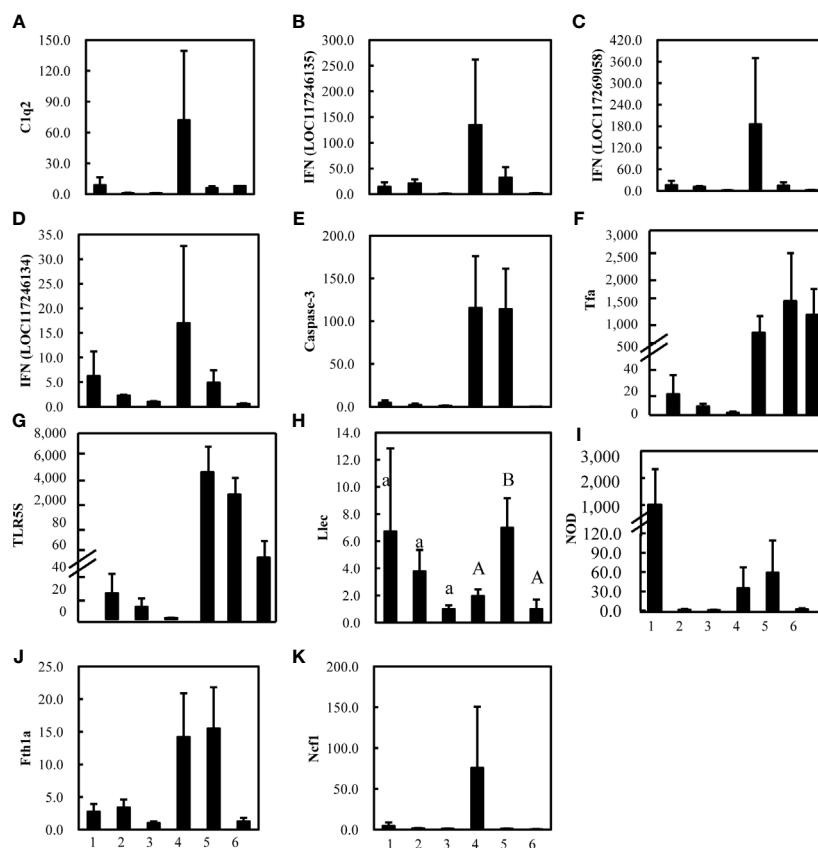 A
C1q2
150.0
120.0
90.0
60.0
30.0
0.0
B
IFN (LOC117246135)
300.0
250.0
200.0
150.0
100.0
50.0
0.0
C
IFN (LOC117269058)
420.0
360.0
300.0
240.0
180.0
120.0
60.0
0.0
D
IFN (LOC117246134)
35.0
30.0
25.0
20.0
15.0
10.0
5.0
0.0
E
Caspase-3
200.0
150.0
100.0
50.0
0.0
F
Tfa
3,000
2,500
1,500
1,000
500
40
20
0
G
TLR5S
8,000
4,000
2,000
80
60
40
20
0
H
Llec
14.0
12.0
10.0
8.0
6.0
4.0
2.0
0.0
a
a
a
A
B
A
I
NOD
3,000
2,000
1,000
120.0
90.0
60.0
30.0
0.0
1 2 3 4 5 6
J
Fth1a
25.0
20.0
15.0
10.0
5.0
0.0
1 2 3 4 5 6
K
Ncf1
200.0
150.0
100.0
50.0
0.0
1 2 3 4 5 6